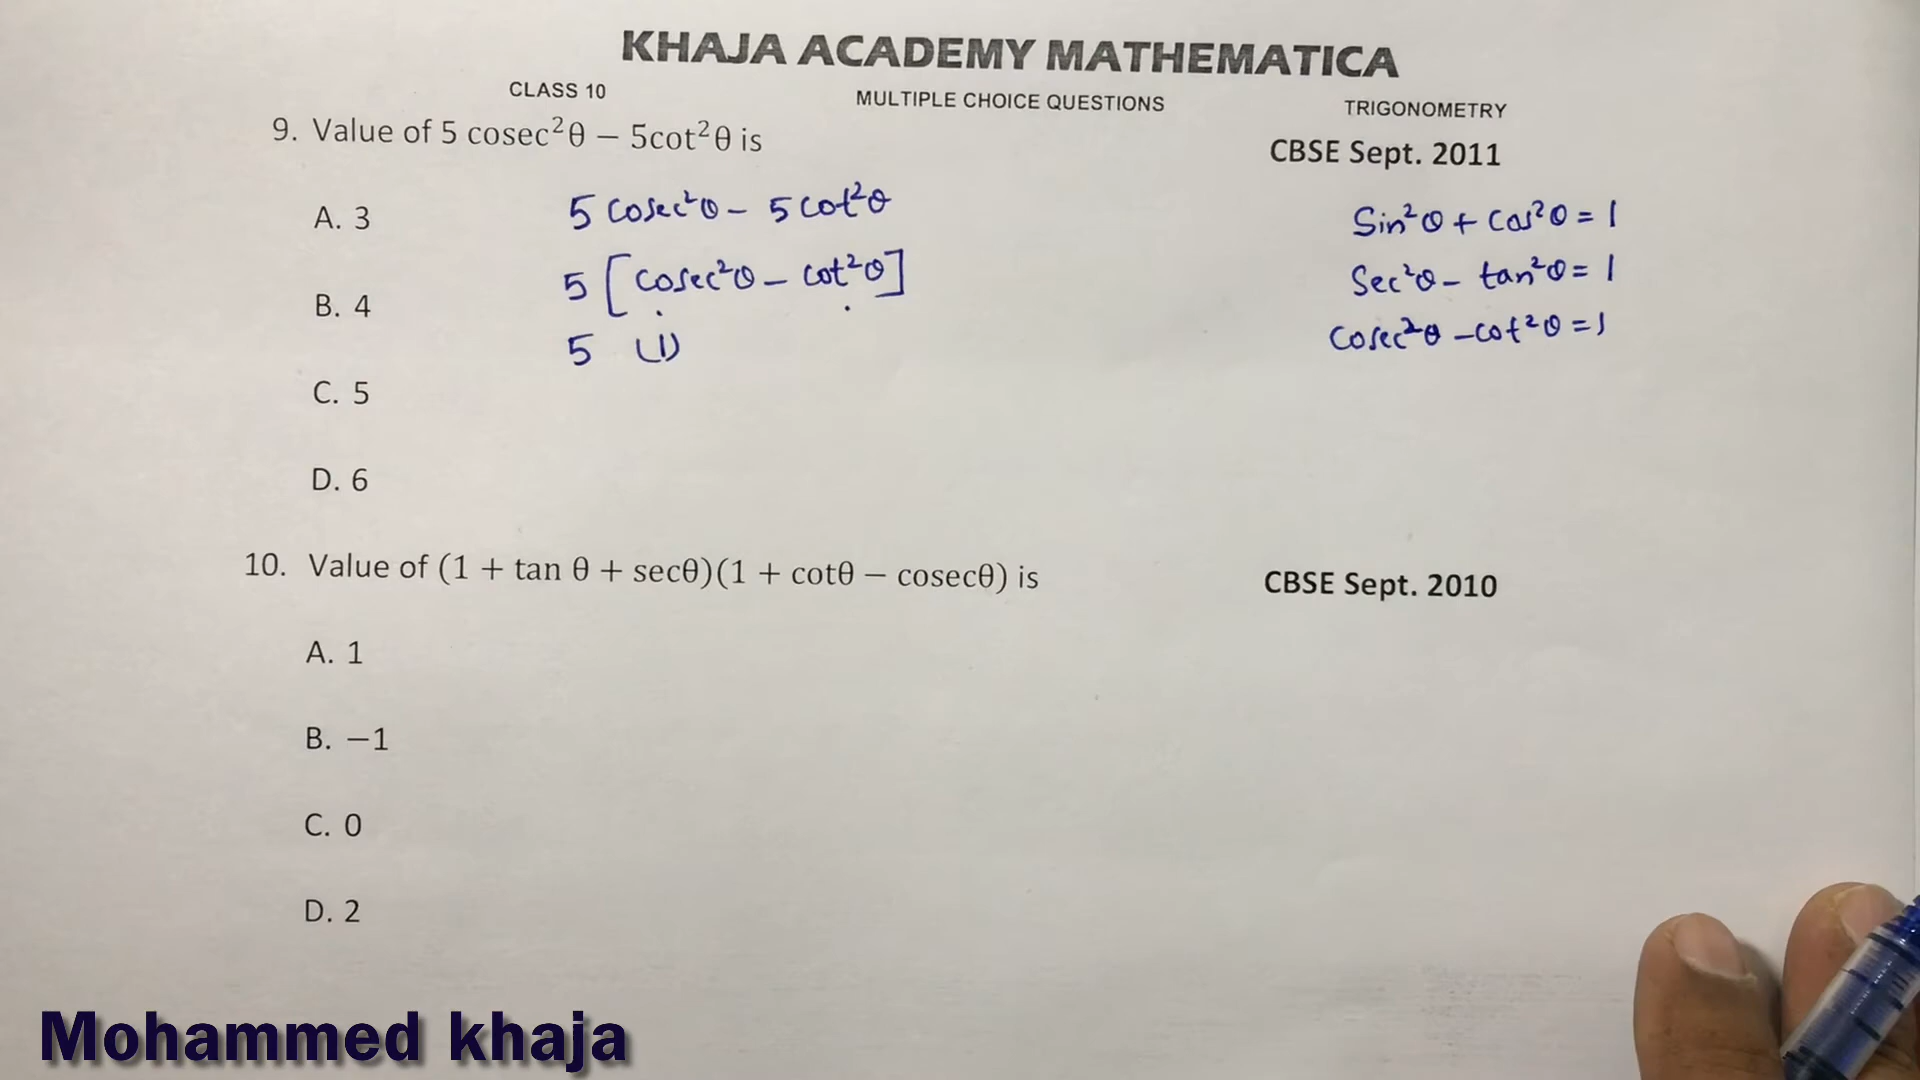 KHAJA ACADEMY MATHEMATICA
CLASS 10 MULTIPLE CHOICE QUESTIONS TRIGONOMETRY
9. Value of 5 cosec²θ − 5cot²θ is CBSE Sept. 2011
A. 3
5 cosec²θ − 5 cot²θ
Sin²θ + cos²θ = 1
B. 4
5 [cosec²θ − cot²θ]
Sec²θ − tan²θ = 1
5 (1)
Cosec²θ − cot²θ = 1
C. 5
D. 6
10. Value of (1 + tan θ + secθ)(1 + cotθ − cosecθ) is CBSE Sept. 2010
A. 1
B. −1
C. 0
D. 2
Mohammed khaja